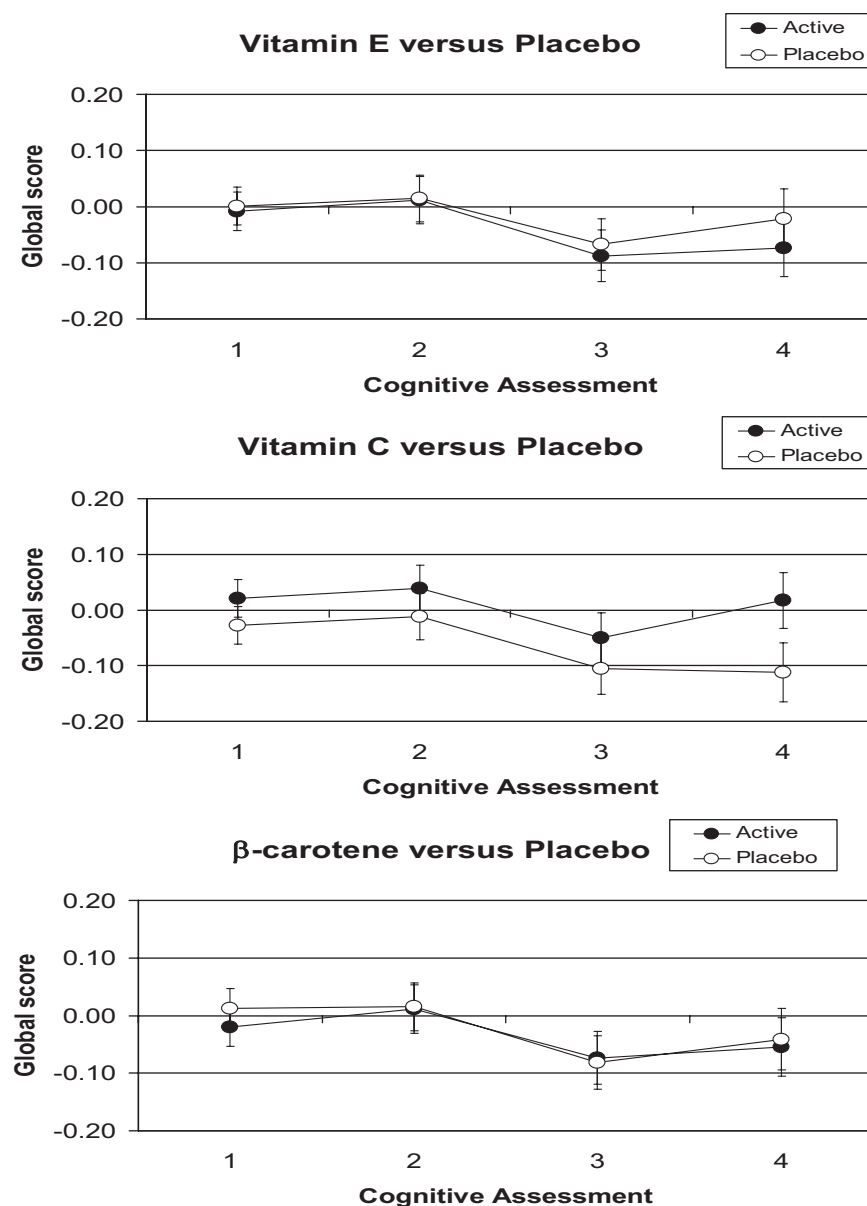 Vitamin E versus Placebo
Active
Placebo
0.20
0.10
0.00
-0.10
-0.20
Global score
1 2 3 4
Cognitive Assessment
Vitamin C versus Placebo
Active
Placebo
0.20
0.10
0.00
-0.10
-0.20
Global score
1 2 3 4
Cognitive Assessment
β-carotene versus Placebo
Active
Placebo
0.20
0.10
0.00
-0.10
-0.20
Global score
1 2 3 4
Cognitive Assessment